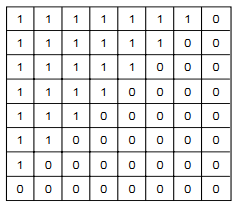 1 1 1 1 1 1 1 0
1 1 1 1 1 1 0 0
1 1 1 1 1 0 0 0
1 1 1 1 0 0 0 0
1 1 1 0 0 0 0 0
1 1 0 0 0 0 0 0
1 0 0 0 0 0 0 0
0 0 0 0 0 0 0 0